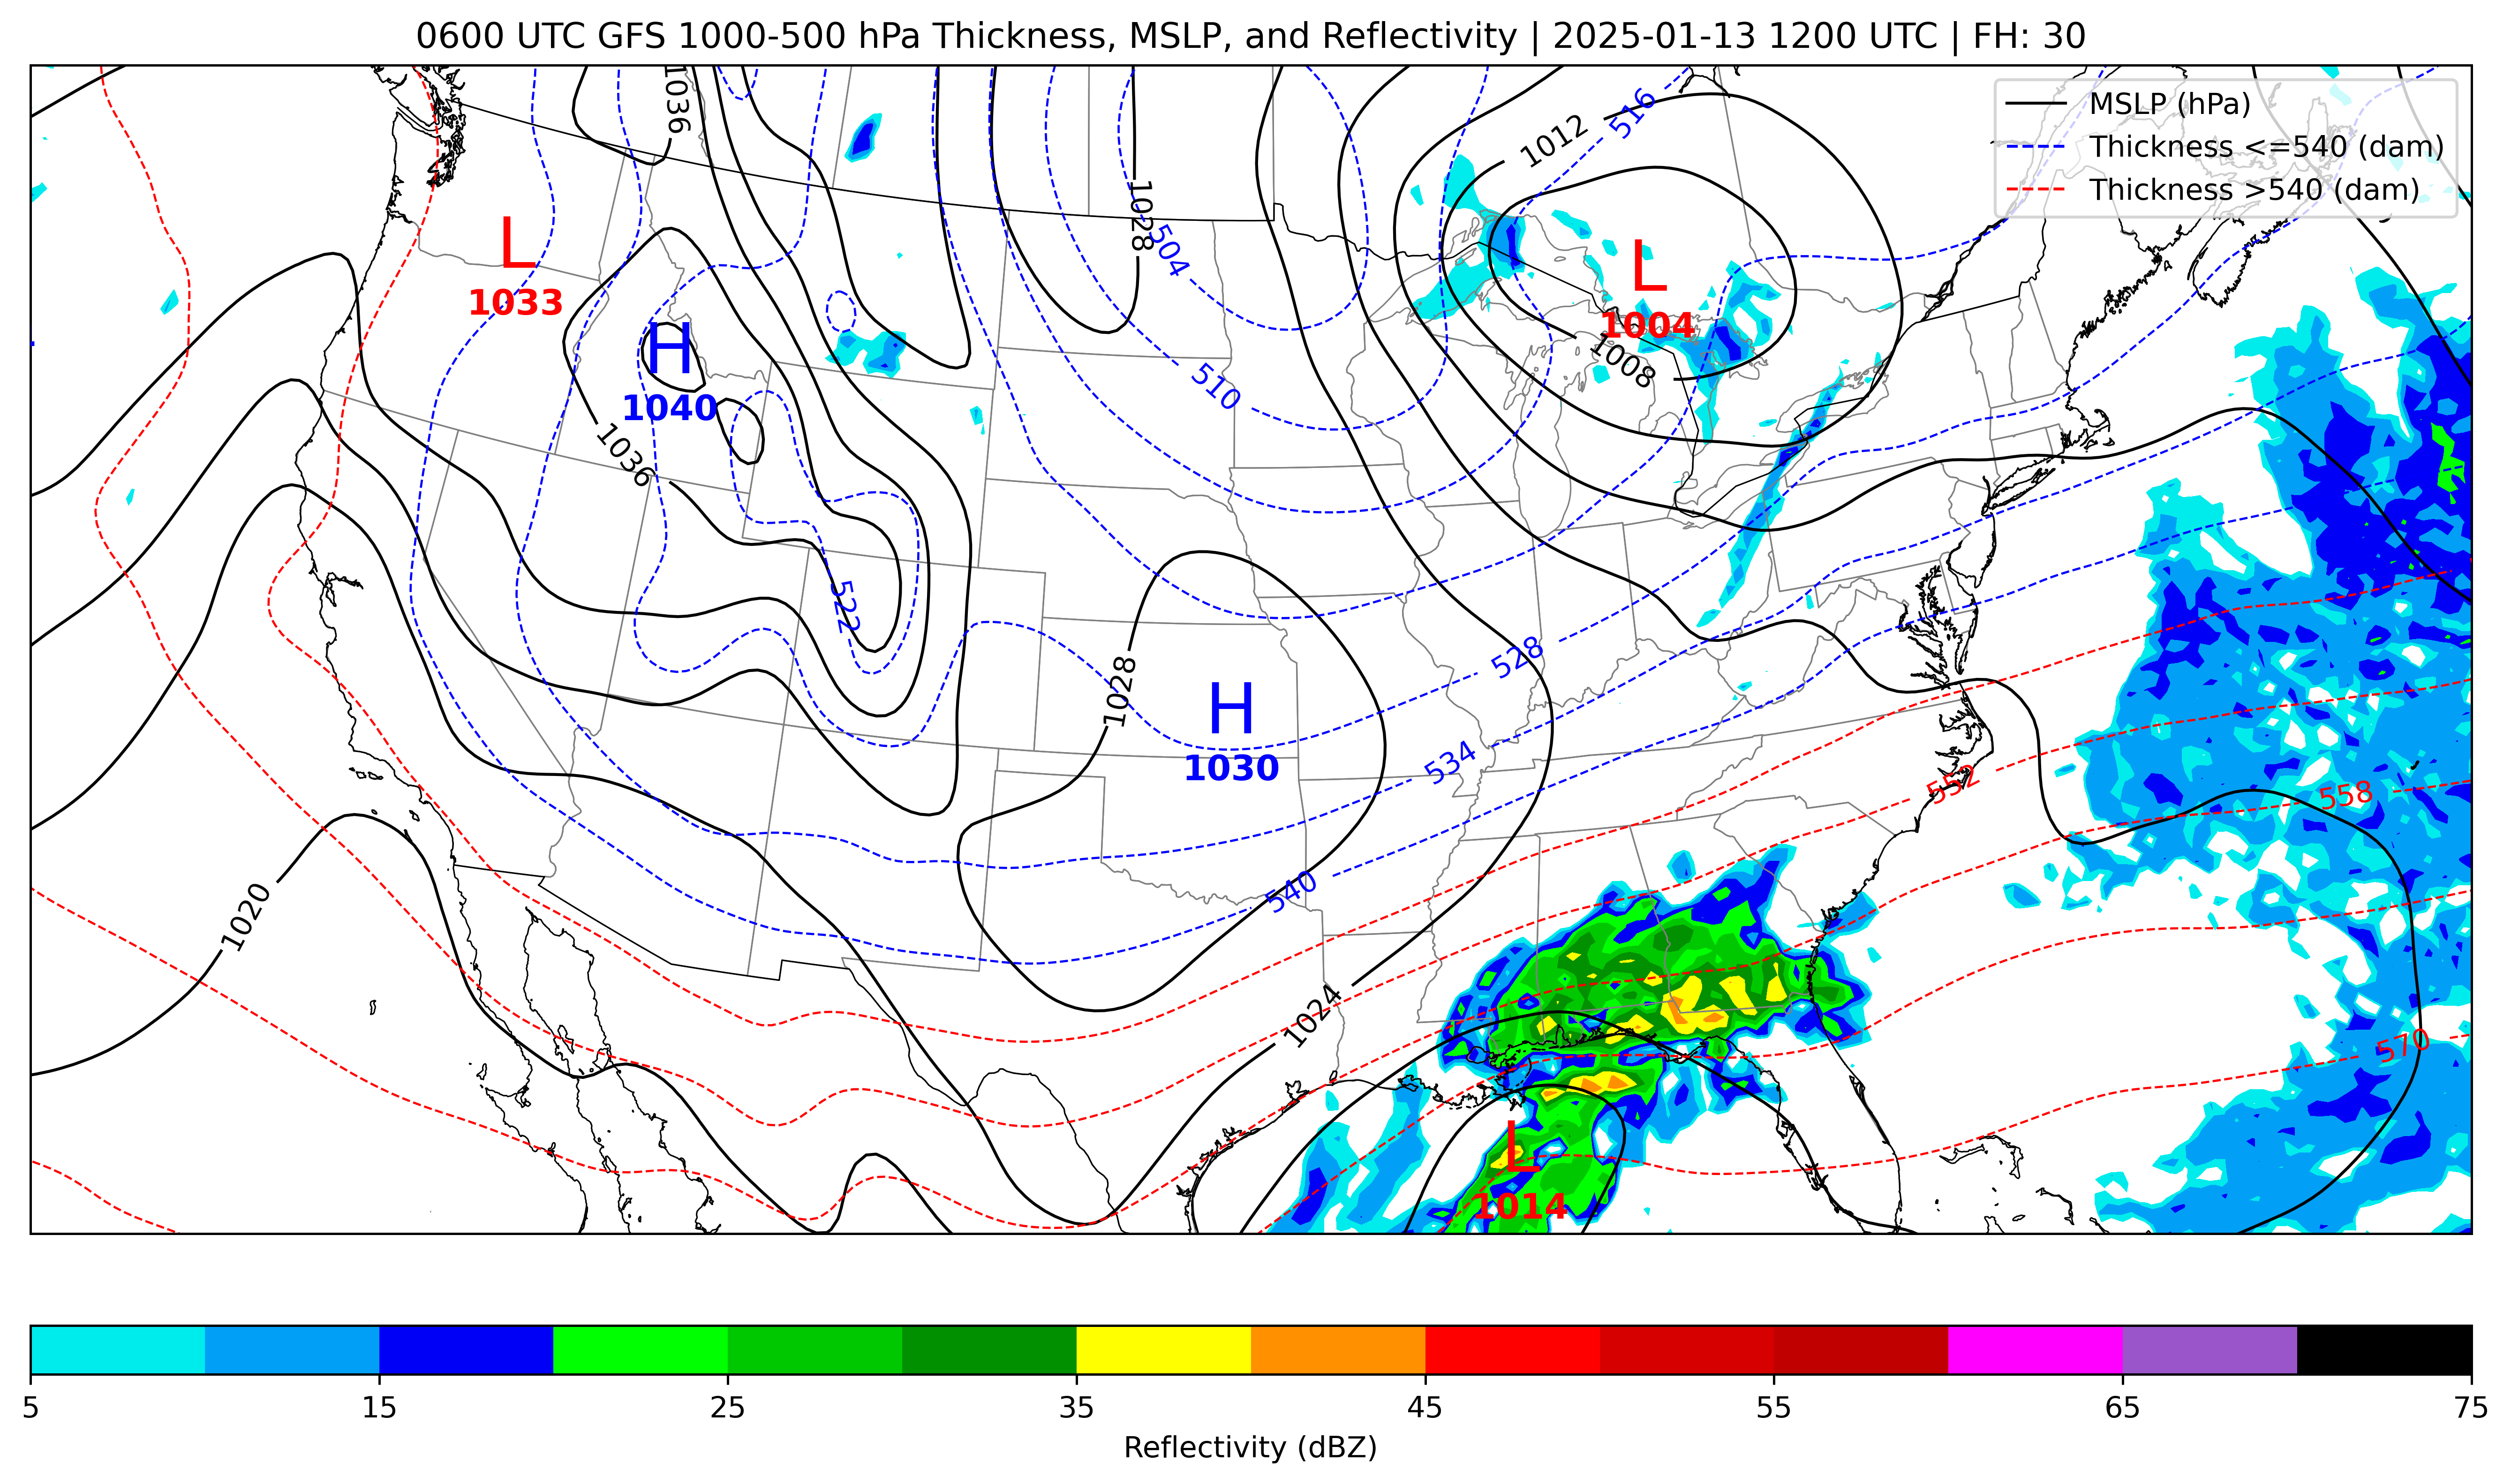 0600 UTC GFS 1000-500 hPa Thickness, MSLP, and Reflectivity | 2025-01-13 1200 UTC | FH: 30
MSLP (hPa)
Thickness <=540 (dam)
Thickness >540 (dam)
1036
1012
516
1028
504
L
1033
L
1004
H
1040
1008
510
1036
522
528
1028
H
1030
534
552
558
540
1020
1024
570
L
1014
5 15 25 35 45 55 65 75
Reflectivity (dBZ)